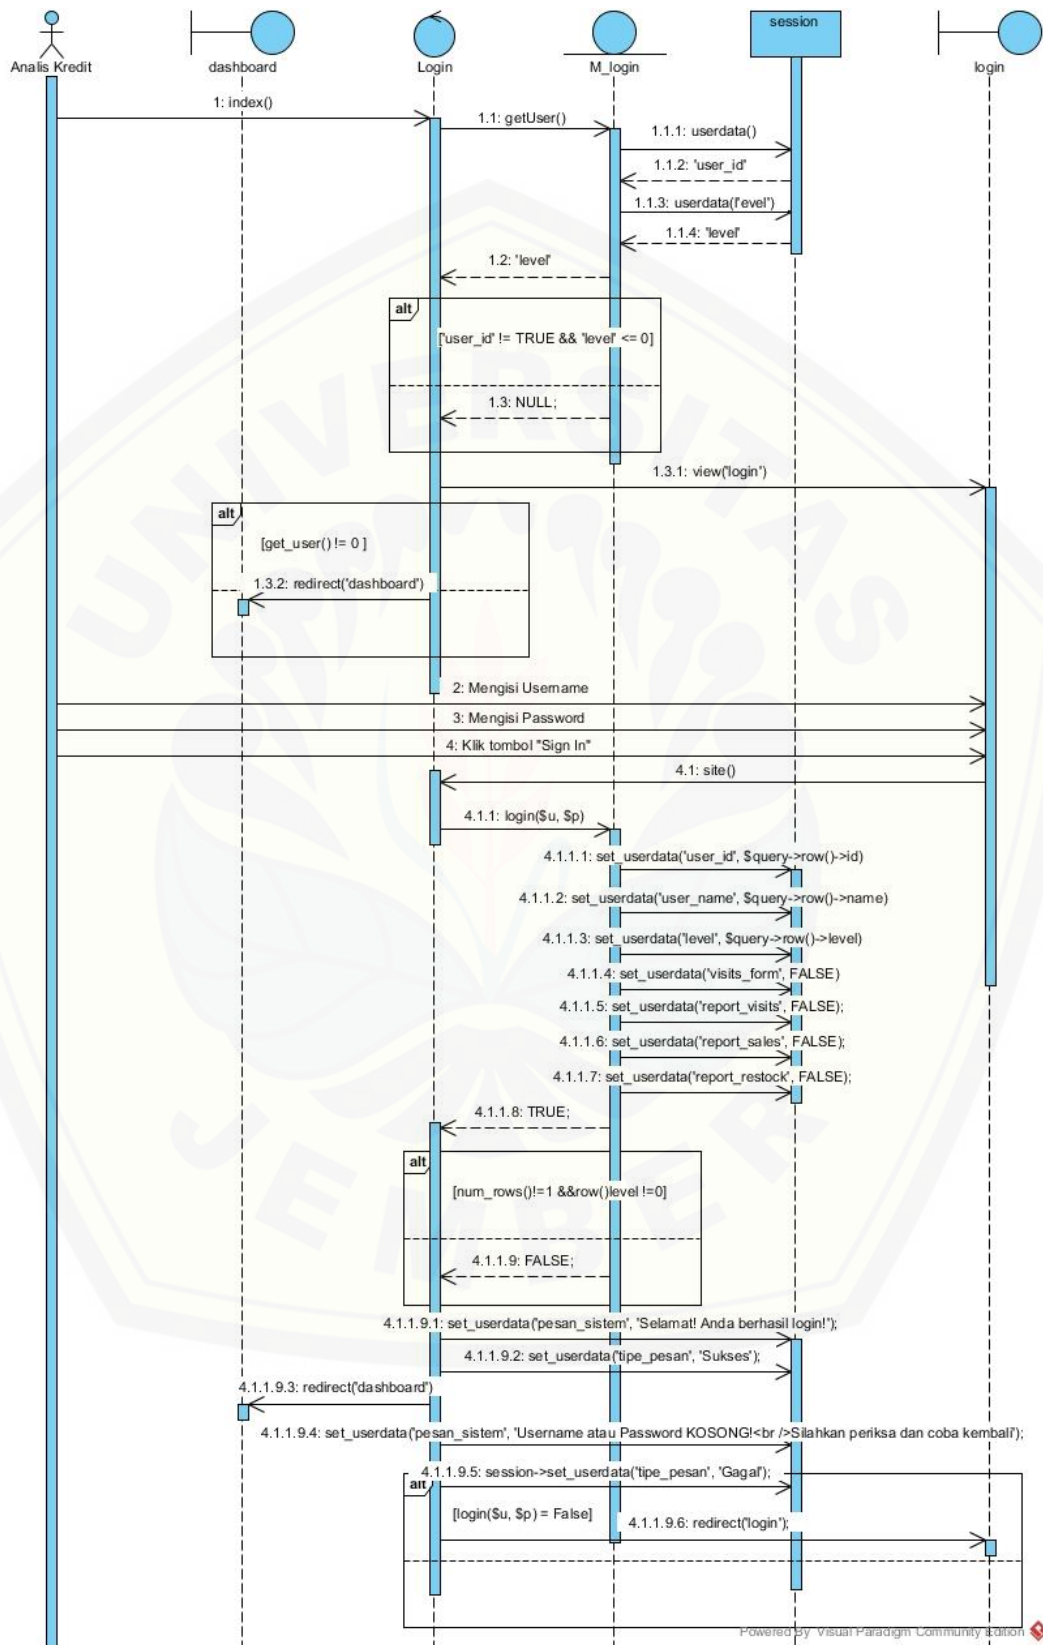 session
Analis Kredit
dashboard
Login
M_login
login
1: index()
1.1: getUser()
1.1.1: userdata()
1.1.2: 'user_id'
1.1.3: userdata('level')
1.1.4: 'level'
1.2: 'level'
alt
['user_id' != TRUE && 'level' <= 0]
1.3: NULL;
1.3.1: view('login')
alt
[get_user() != 0 ]
1.3.2: redirect('dashboard')
2: Mengisi Username
3: Mengisi Password
4: Klik tombol "Sign In"
4.1: site()
4.1.1: login($u, $p)
4.1.1.1: set_userdata('user_id', $query->row()->id)
4.1.1.2: set_userdata('user_name', $query->row()->name)
4.1.1.3: set_userdata('level', $query->row()->level)
4.1.1.4: set_userdata('visits_form', FALSE)
4.1.1.5: set_userdata('report_visits', FALSE);
4.1.1.6: set_userdata('report_sales', FALSE);
4.1.1.7: set_userdata('report_restock', FALSE);
4.1.1.8: TRUE;
alt
[num_rows()!=1 &&row()level !=0]
4.1.1.9: FALSE;
4.1.1.9.1: set_userdata('pesan_sistem', 'Selamat! Anda berhasil login!');
4.1.1.9.2: set_userdata('tipe_pesan', 'Sukses');
4.1.1.9.3: redirect('dashboard')
4.1.1.9.4: set_userdata('pesan_sistem', 'Username atau Password KOSONG!<br />Silahkan periksa dan coba kembali');
4.1.1.9.5: session->set_userdata('tipe_pesan', 'Gagal');
alt
[login($u, $p) = False]
4.1.1.9.6: redirect('login');
UNIVERSITAS
JEMBER
Powered By Visual Paradigm Community Edition